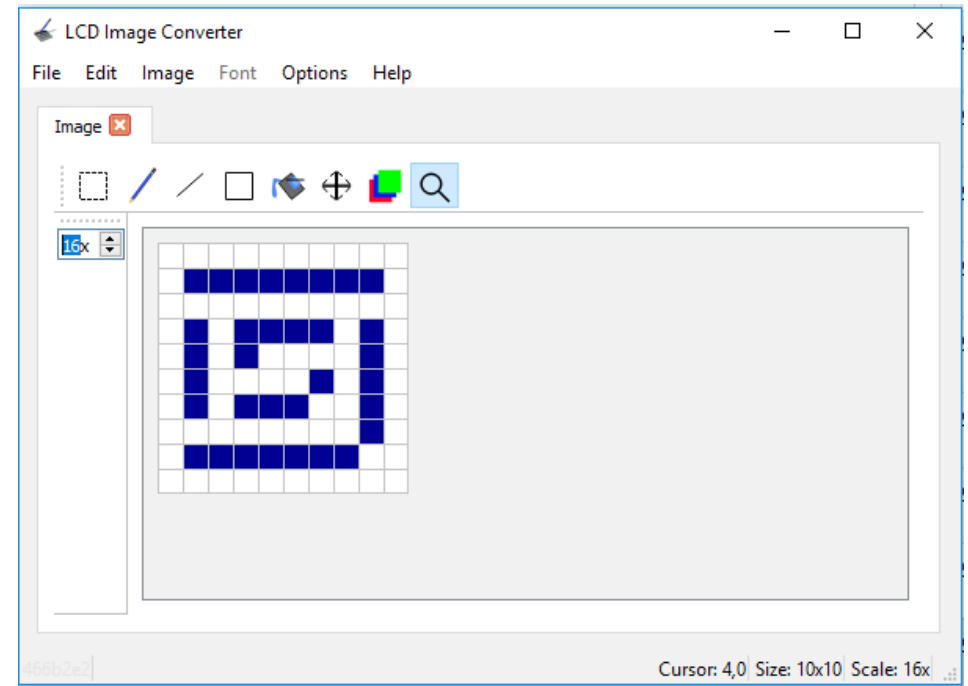 LCD Image Converter
File Edit Image Font Options Help
Image
16x
466b2e2 Cursor: 4,0 Size: 10x10 Scale: 16x